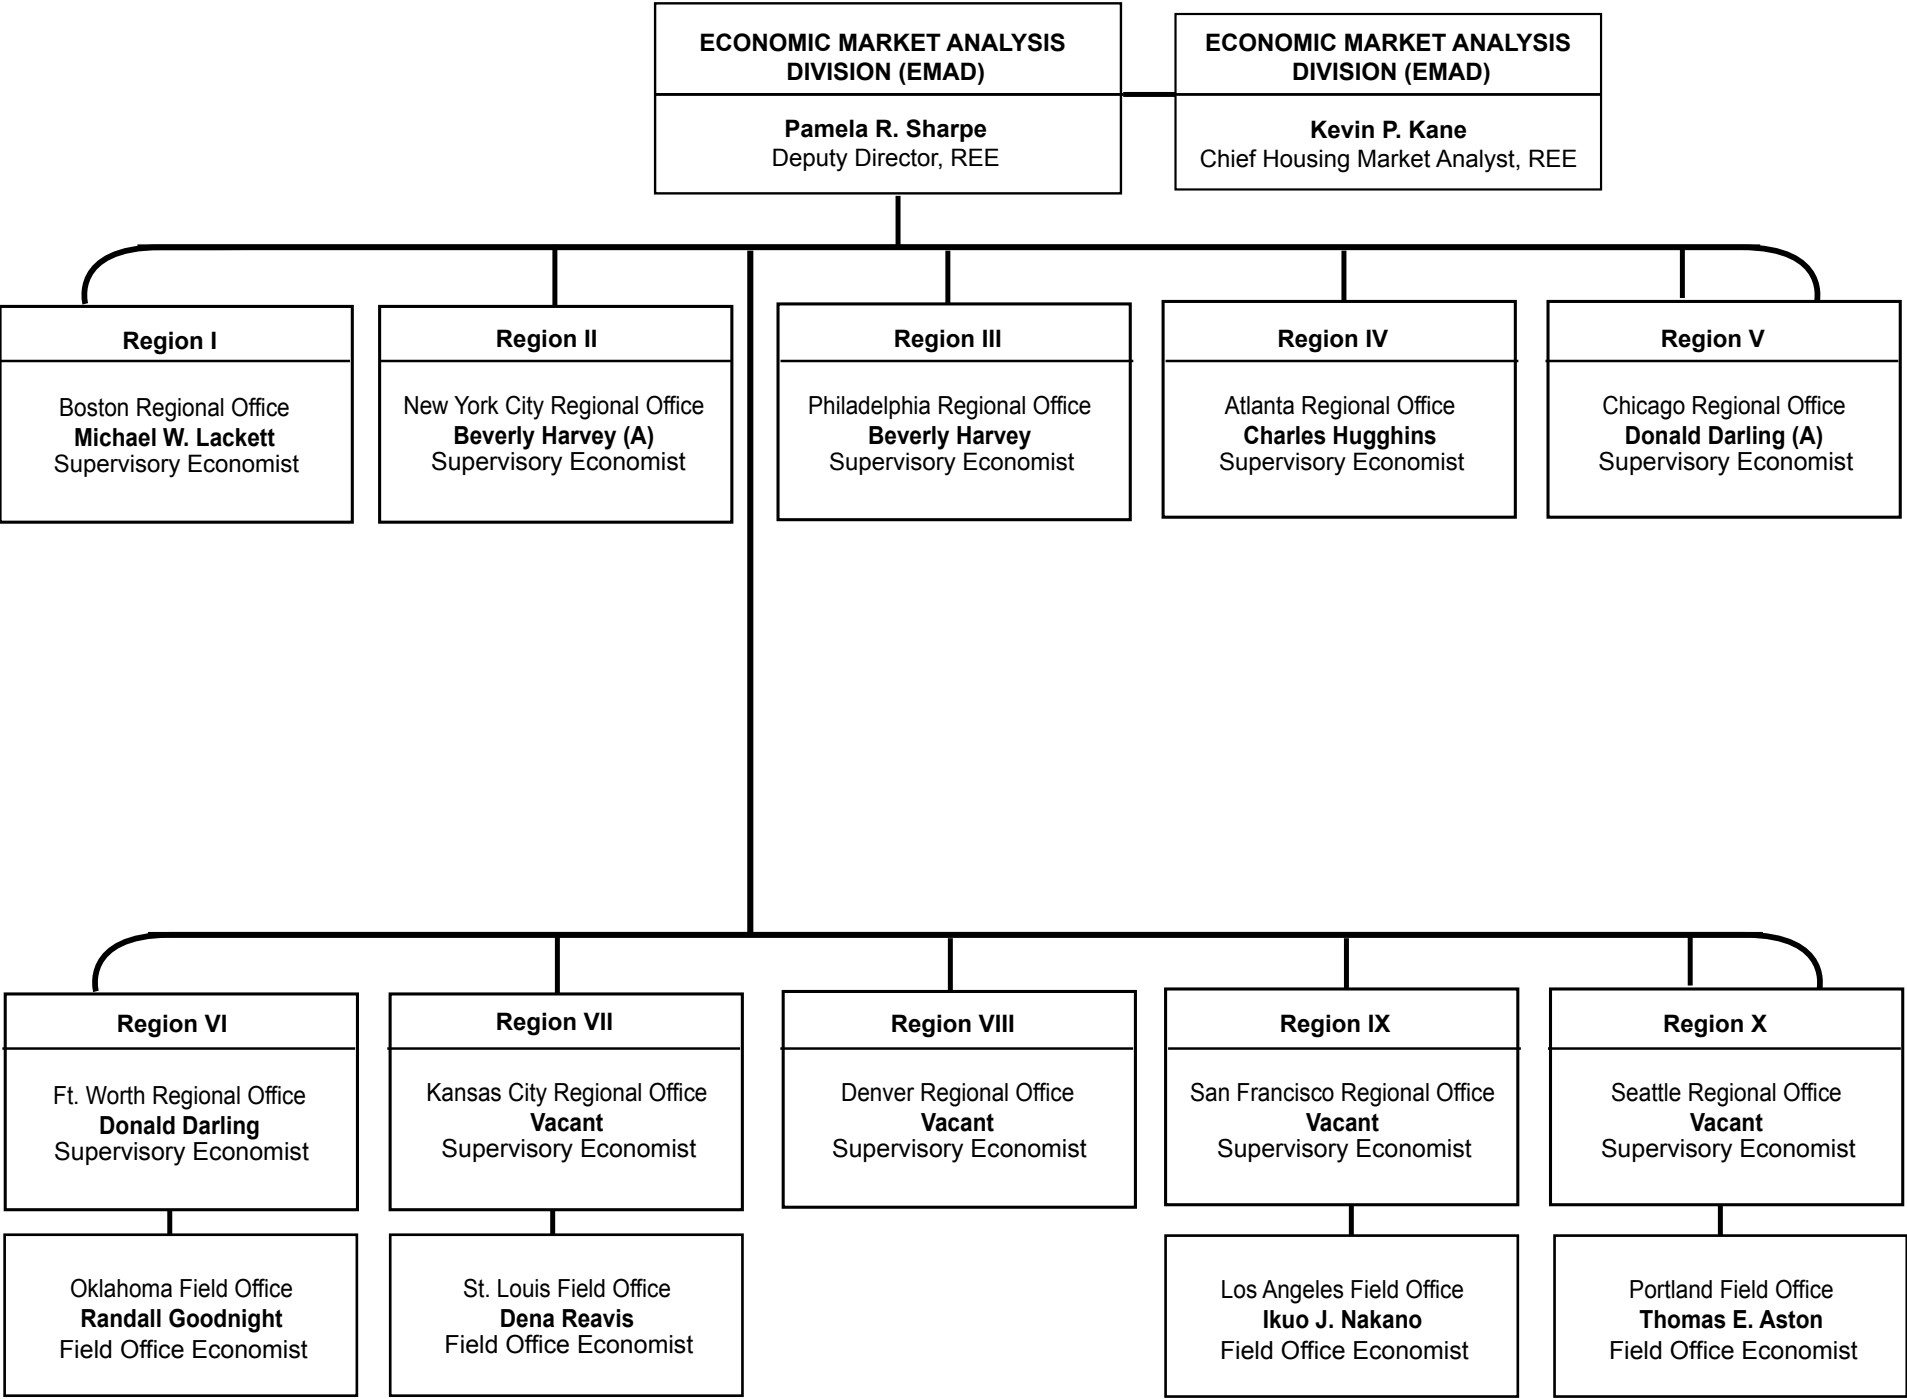 ECONOMIC MARKET ANALYSIS
DIVISION (EMAD)
Pamela R. Sharpe
Deputy Director, REE
ECONOMIC MARKET ANALYSIS
DIVISION (EMAD)
Kevin P. Kane
Chief Housing Market Analyst, REE
Region I
Boston Regional Office
Michael W. Lackett
Supervisory Economist
Region II
New York City Regional Office
Beverly Harvey (A)
Supervisory Economist
Region III
Philadelphia Regional Office
Beverly Harvey
Supervisory Economist
Region IV
Atlanta Regional Office
Charles Hugghins
Supervisory Economist
Region V
Chicago Regional Office
Donald Darling (A)
Supervisory Economist
Region VI
Ft. Worth Regional Office
Donald Darling
Supervisory Economist
Oklahoma Field Office
Randall Goodnight
Field Office Economist
Region VII
Kansas City Regional Office
Vacant
Supervisory Economist
St. Louis Field Office
Dena Reavis
Field Office Economist
Region VIII
Denver Regional Office
Vacant
Supervisory Economist
Region IX
San Francisco Regional Office
Vacant
Supervisory Economist
Los Angeles Field Office
Ikuo J. Nakano
Field Office Economist
Region X
Seattle Regional Office
Vacant
Supervisory Economist
Portland Field Office
Thomas E. Aston
Field Office Economist